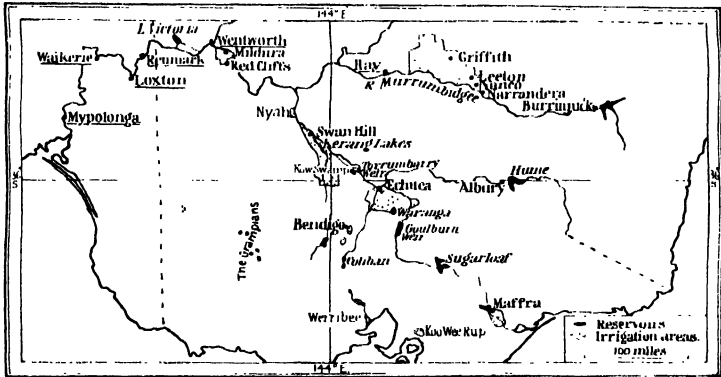 144°E
L Victoria
Wentworth
Mildura
Red Cliffs
Waikerie
Renmark
Loxton
Mypolonga
Hay
Griffith
Leeton
Yanco
Narrandera
R Murrumbidgee
Burrinjuck
Nyah
Swan Hill
Kerang Lakes
Kow Swamp
Torrumbarry
Weir
Echuca
Albury
Hume
Waranga
Bendigo
Goulburn
Weir
The Grampians
Coliban
Sugarloaf
Werribee
Koo Wee Rup
Maffra
Reservoirs
Irrigation areas.
100 miles
144°E